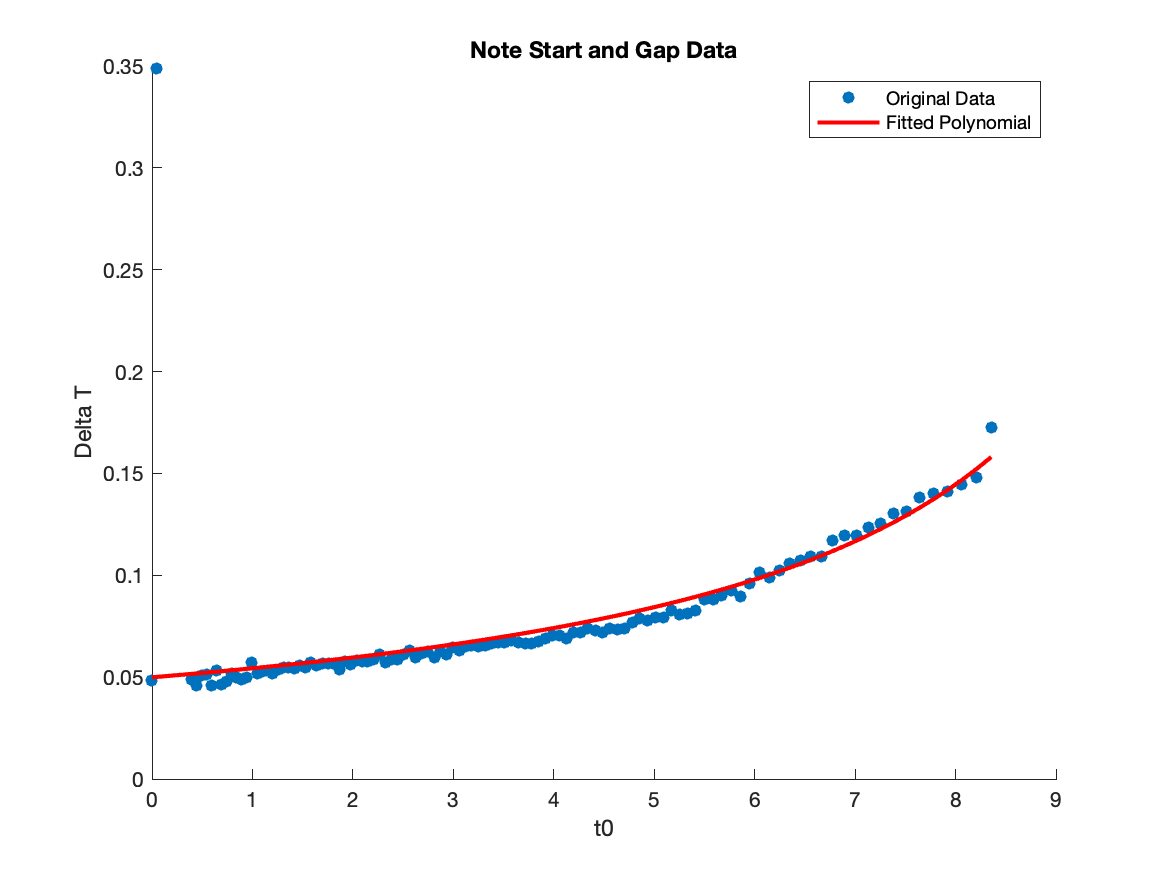 Note Start and Gap Data
Original Data
Fitted Polynomial
0.35
0.3
0.25
0.2
0.15
0.1
0.05
0
Delta T
0 1 2 3 4 5 6 7 8 9
t0